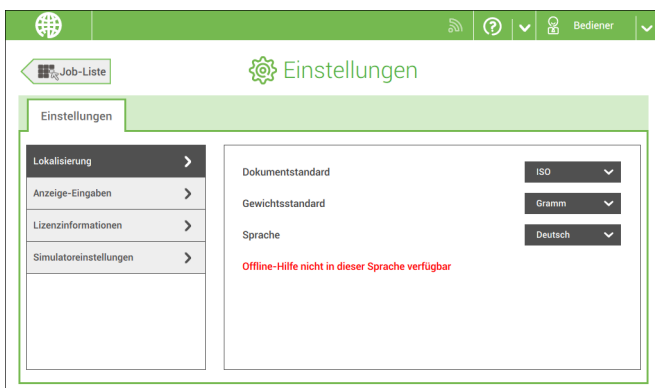 Bediener
Job-Liste
Einstellungen
Einstellungen
Lokalisierung
Anzeige-Eingaben
Lizenzinformationen
Simulatoreinstellungen
Dokumentstandard
ISO
Gewichtsstandard
Gramm
Sprache
Deutsch
Offline-Hilfe nicht in dieser Sprache verfügbar